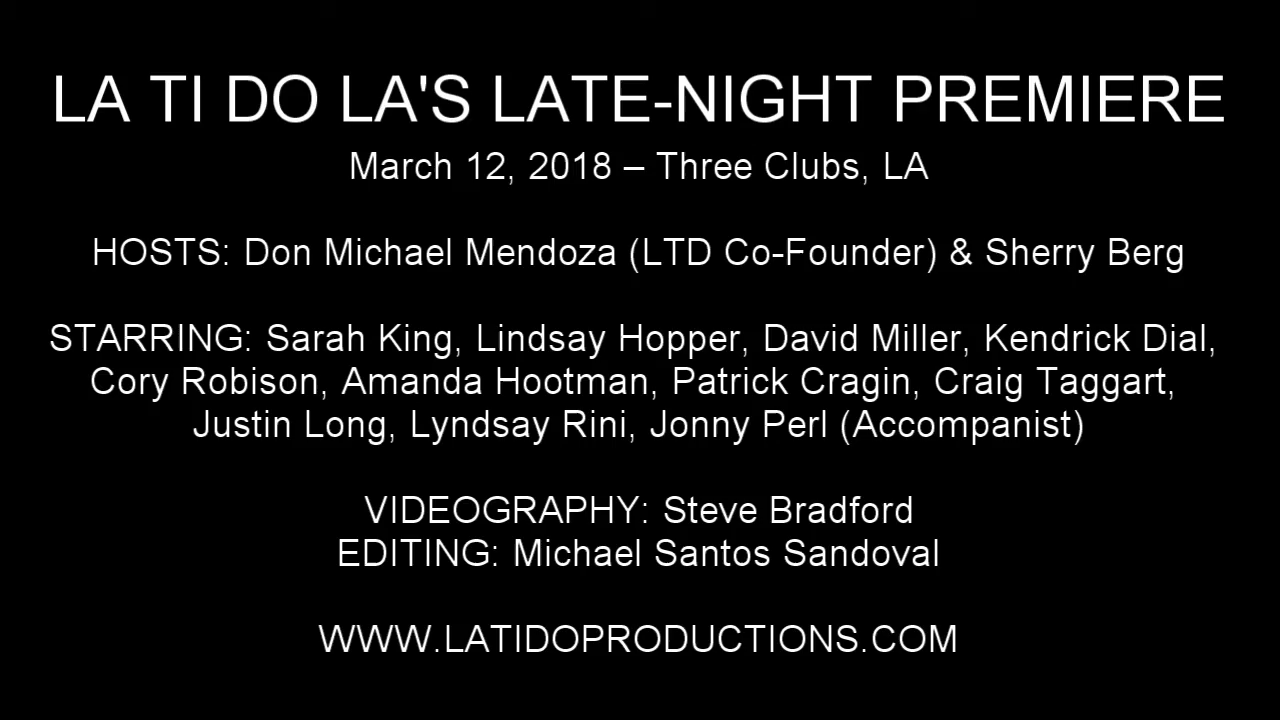 LA TI DO LA'S LATE-NIGHT PREMIERE
March 12, 2018 – Three Clubs, LA
HOSTS: Don Michael Mendoza (LTD Co-Founder) & Sherry Berg
STARRING: Sarah King, Lindsay Hopper, David Miller, Kendrick Dial,
Cory Robison, Amanda Hootman, Patrick Cragin, Craig Taggart,
Justin Long, Lyndsay Rini, Jonny Perl (Accompanist)
VIDEOGRAPHY: Steve Bradford
EDITING: Michael Santos Sandoval
WWW.LATIDOPRODUCTIONS.COM